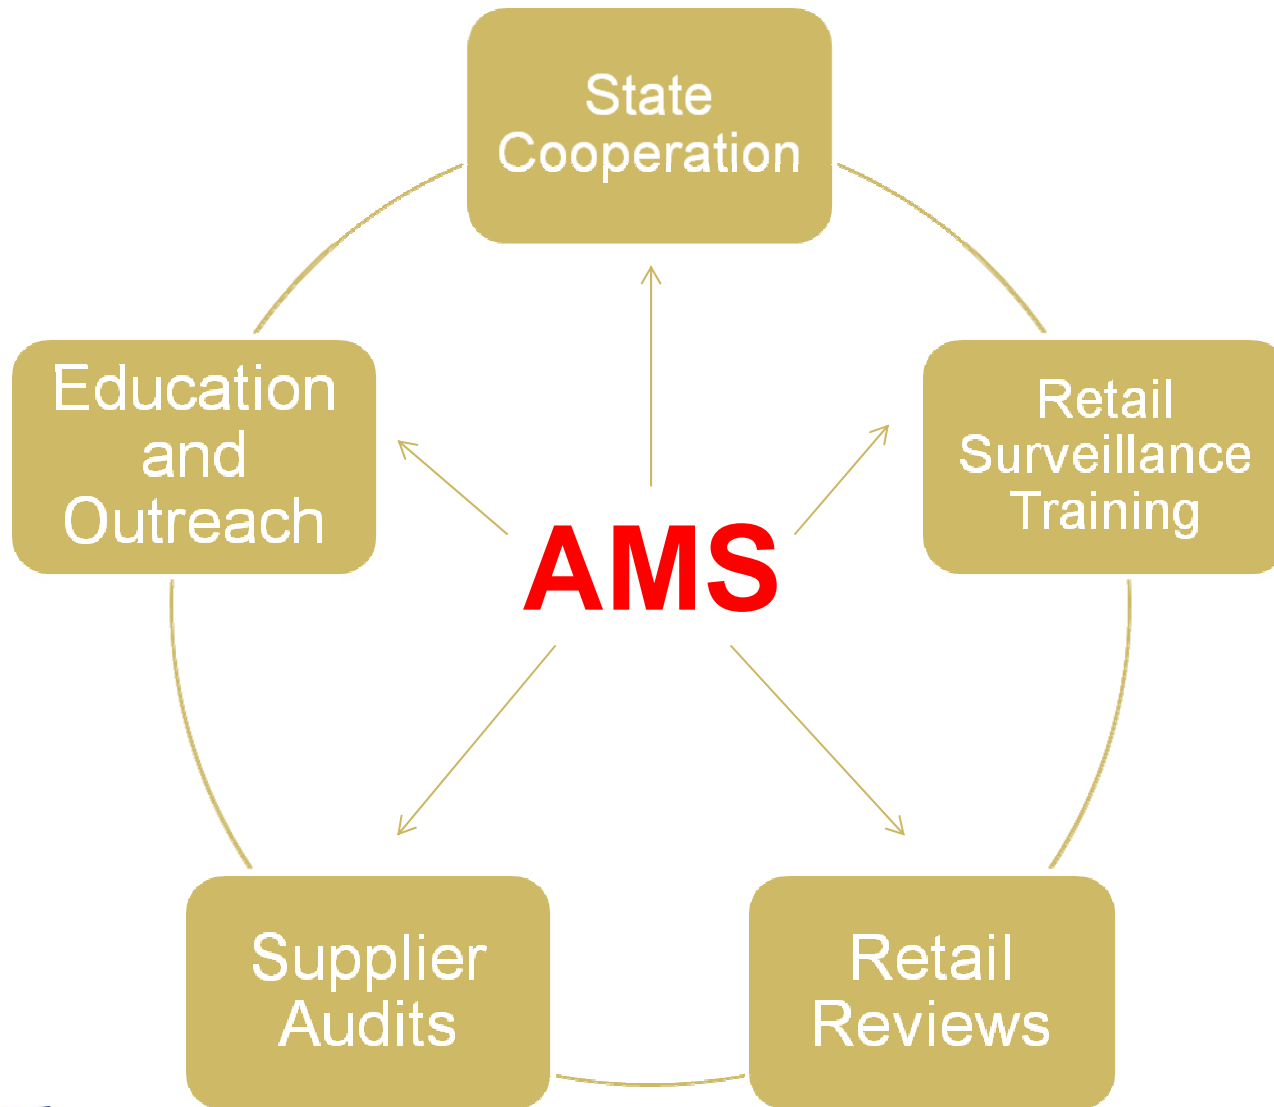 State
Cooperation
Education
and
Outreach
Retail
Surveillance
Training
AMS
Supplier
Audits
Retail
Reviews